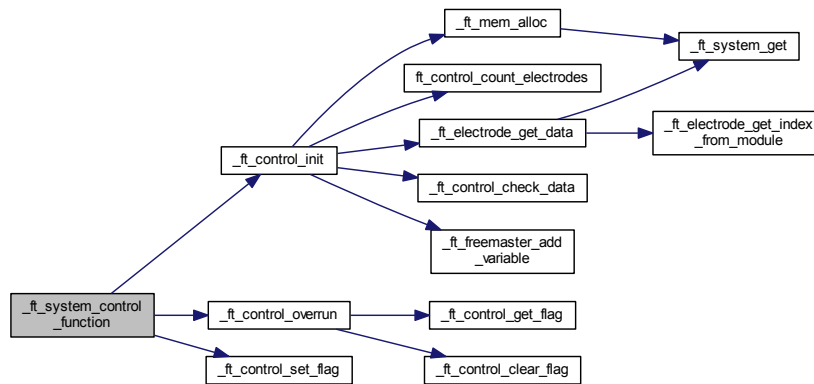 _ft_mem_alloc
_ft_system_get
ft_control_count_electrodes
_ft_electrode_get_data
_ft_electrode_get_index
_from_module
_ft_control_init
_ft_control_check_data
_ft_freemaster_add
_variable
_ft_system_control
_function
_ft_control_overrun
_ft_control_get_flag
_ft_control_set_flag
_ft_control_clear_flag